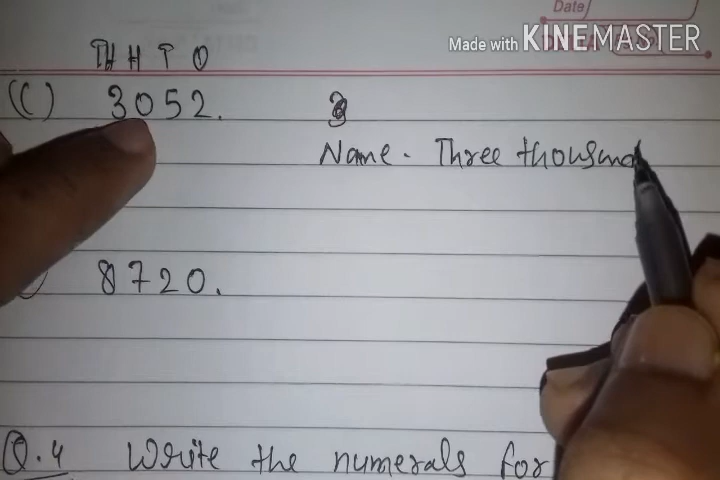 Date
Made with KINEMASTER
TH H T O
(C) 3052.
Name. Three thousand
8720.
Q.4 Write the numerals for